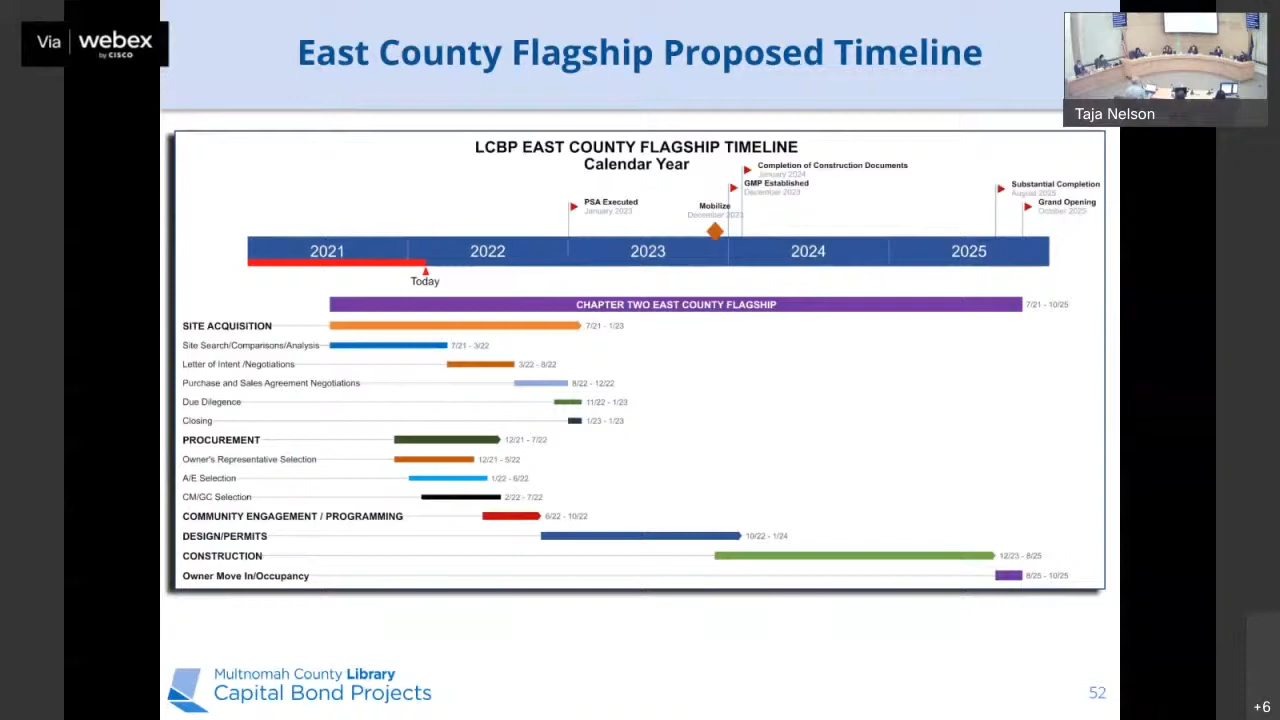 Via webex
by CISCO
East County Flagship Proposed Timeline
Taja Nelson
LCBP EAST COUNTY FLAGSHIP TIMELINE
Calendar Year
Completion of Construction Documents
January 2024
GMP Established
December 2023
Substantial Completion
August 2025
PSA Executed
January 2023
Mobilize
December 2023
Grand Opening
October 2025
2021 2022 2023 2024 2025
Today
CHAPTER TWO EAST COUNTY FLAGSHIP 7/21 - 10/25
SITE ACQUISITION 7/21 - 1/23
Site Search/Comparisons/Analysis 7/21 - 3/22
Letter of Intent /Negotiations 3/22 - 8/22
Purchase and Sales Agreement Negotiations 8/22 - 12/22
Due Dilegence 11/22 - 1/23
Closing 1/23 - 1/23
PROCUREMENT 12/21 - 7/22
Owner's Representative Selection 12/21 - 5/22
A/E Selection 1/22 - 6/22
CM/GC Selection 2/22 - 7/22
COMMUNITY ENGAGEMENT / PROGRAMMING 6/22 - 10/22
DESIGN/PERMITS 10/22 - 1/24
CONSTRUCTION 12/23 - 8/25
Owner Move In/Occupancy 8/25 - 10/25
Multnomah County Library
Capital Bond Projects
52
+6